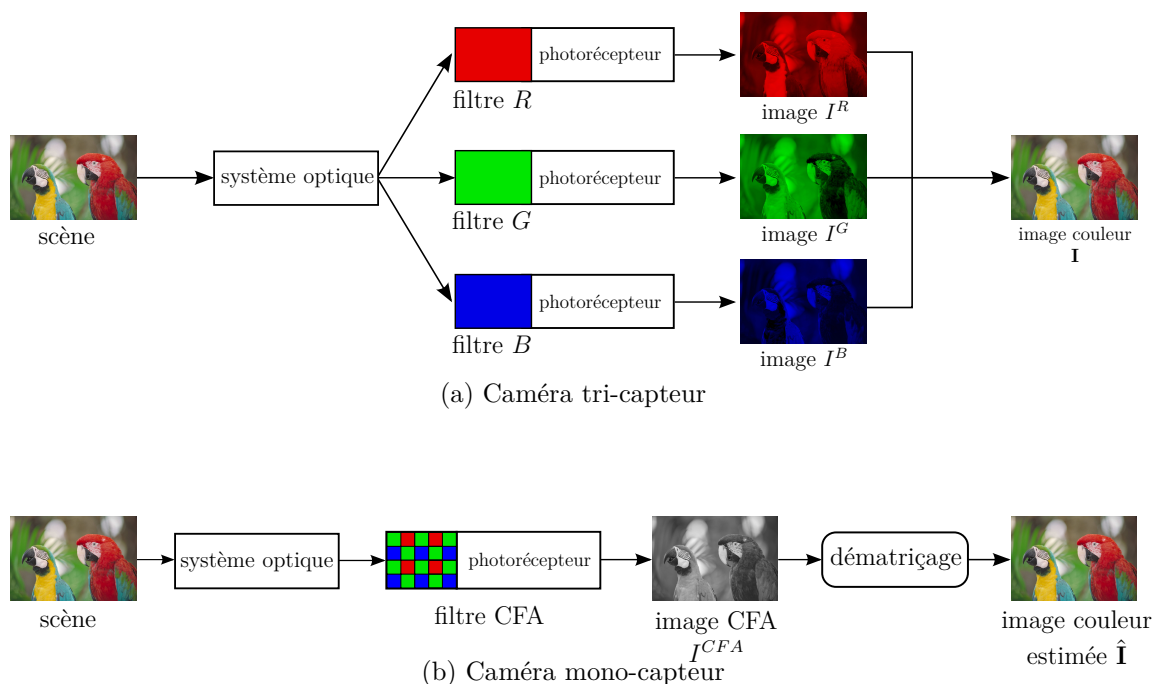 photorécepteur
filtre R
image I^R
scène
système optique
photorécepteur
filtre G
image I^G
image couleur
I
photorécepteur
filtre B
image I^B
(a) Caméra tri-capteur
scène
système optique
photorécepteur
filtre CFA
image CFA
I^{CFA}
dématriçage
image couleur
estimée Î
(b) Caméra mono-capteur